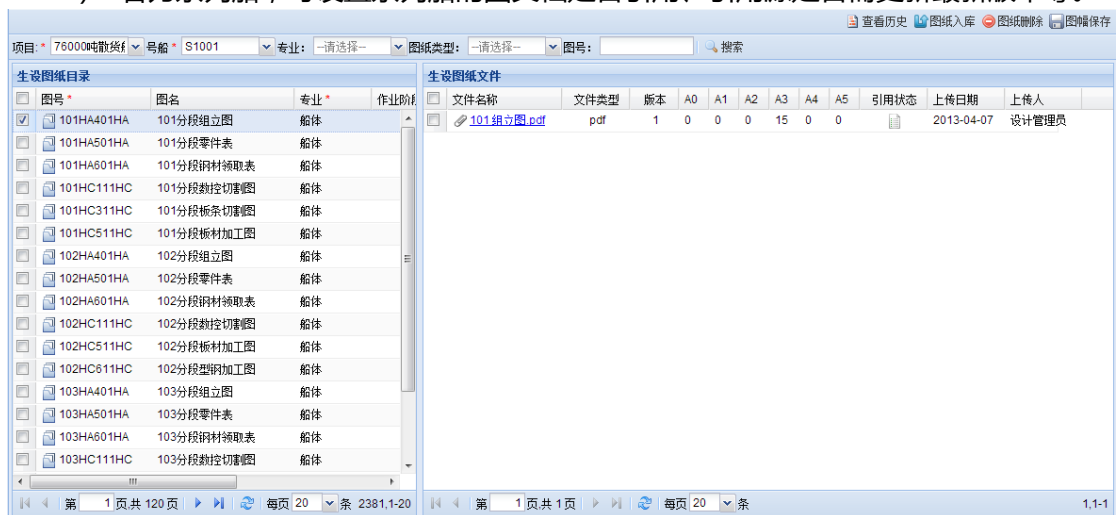 查看历史 图纸入库 图纸删除 图幅保存
项目:* 76000吨散货船 号船* S1001 专业: --请选择-- 图纸类型: --请选择-- 图号: 搜索
生设图纸目录
图号* 图名 专业* 作业阶段
101HA401HA 101分段组立图 船体
101HA501HA 101分段零件表 船体
101HA601HA 101分段钢材领取表 船体
101HC111HC 101分段数控切割图 船体
101HC311HC 101分段板条切割图 船体
101HC511HC 101分段板材加工图 船体
102HA401HA 102分段组立图 船体
102HA501HA 102分段零件表 船体
102HA601HA 102分段钢材领取表 船体
102HC111HC 102分段数控切割图 船体
102HC511HC 102分段板材加工图 船体
102HC611HC 102分段型钢加工图 船体
103HA401HA 103分段组立图 船体
103HA501HA 103分段零件表 船体
103HA601HA 103分段钢材领取表 船体
103HC111HC 103分段数控切割图 船体
第 1 页,共 120 页 每页 20 条 2381,1-20
生设图纸文件
文件名称 文件类型 版本 A0 A1 A2 A3 A4 A5 引用状态 上传日期 上传人
101组立图.pdf pdf 1 0 0 0 15 0 0 2013-04-07 设计管理员
第 1 页,共 1 页 每页 20 条 1,1-1